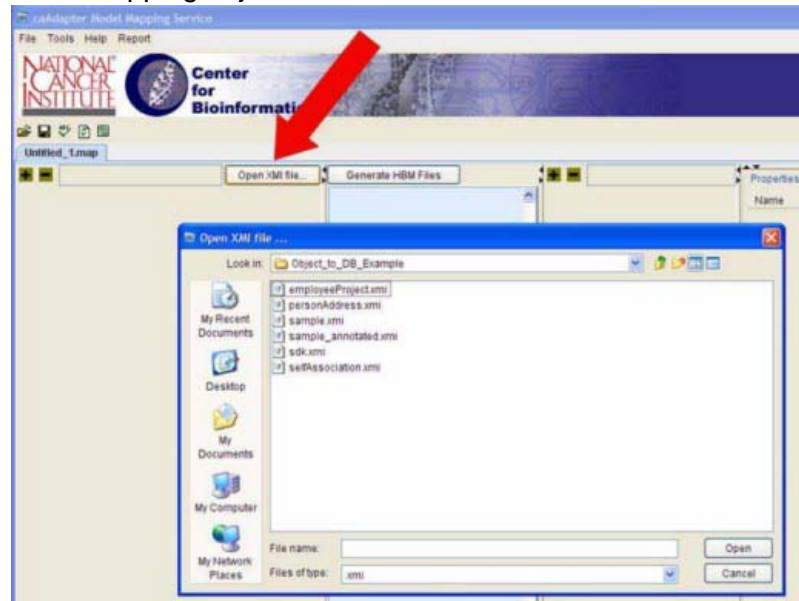 caAdapter Model Mapping Service
File Tools Help Report
NATIONAL
CANCER
INSTITUTE
Center
for
Bioinformati
Untitled_1.map
Open XMI file...
Generate HBM Files
Properties
Name
Open XMI file ...
Look in:
Object_to_DB_Example
employeeProject.xmi
personAddress.xmi
sample.xmi
sample_annotated.xmi
sdk.xmi
selfAssociation.xmi
My Recent
Documents
Desktop
My
Documents
My Computer
My Network
Places
File name:
Open
Files of type:
.xmi
Cancel